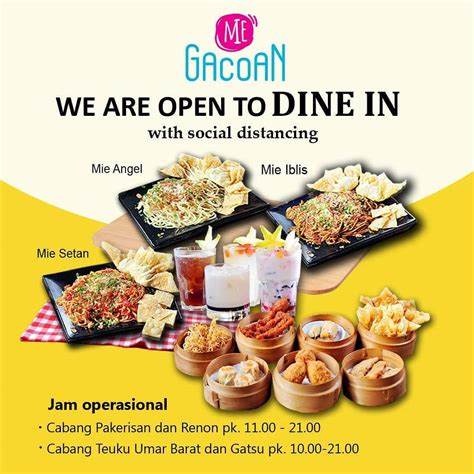 MIE
GACOAN
WE ARE OPEN TO DINE IN
with social distancing
Mie Angel
Mie Iblis
Mie Setan
Jam operasional
· Cabang Pakerisan dan Renon pk. 11.00 - 21.00
· Cabang Teuku Umar Barat dan Gatsu pk. 10.00-21.00